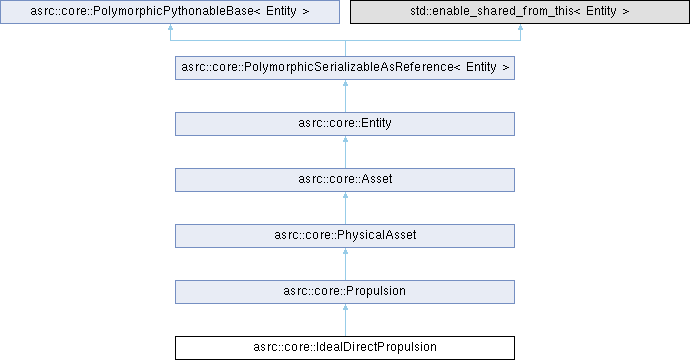 asrc::core::PolymorphicPythonableBase< Entity >
std::enable_shared_from_this< Entity >
asrc::core::PolymorphicSerializableAsReference< Entity >
asrc::core::Entity
asrc::core::Asset
asrc::core::PhysicalAsset
asrc::core::Propulsion
asrc::core::IdealDirectPropulsion